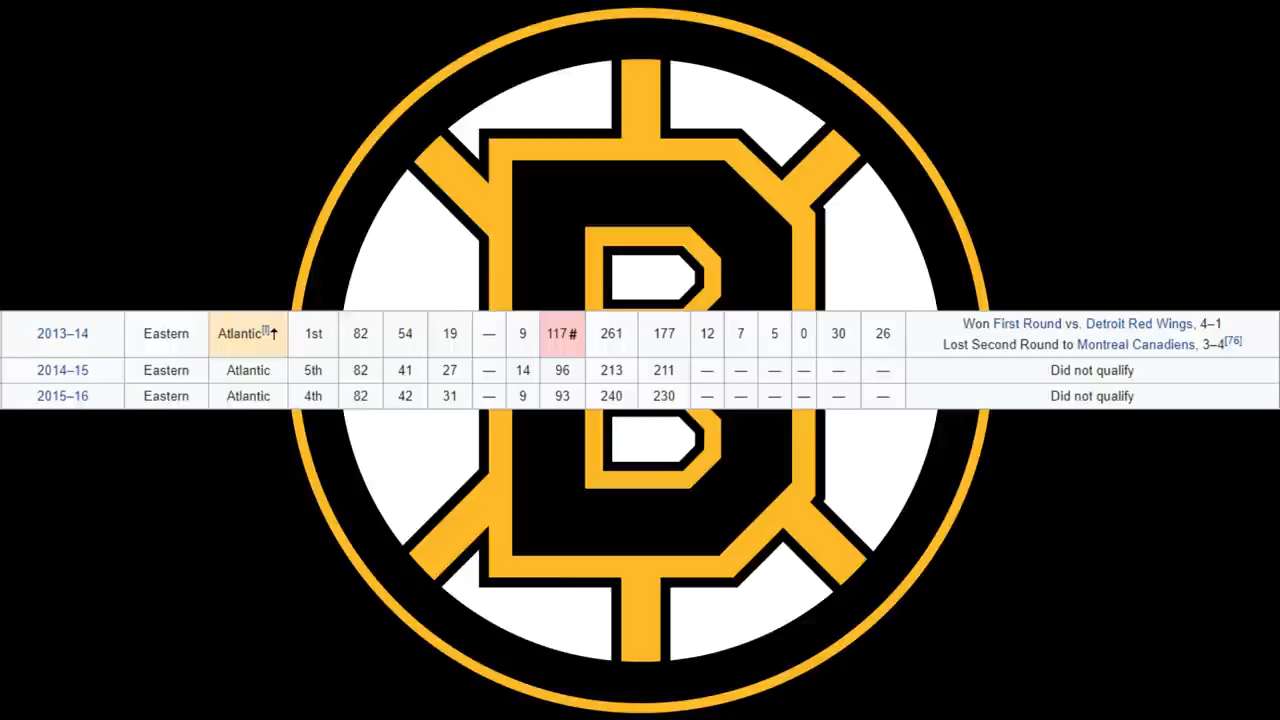 B
2013–14 Eastern Atlantic[l]↑ 1st 82 54 19 — 9 117# 261 177 12 7 5 0 30 26 Won First Round vs. Detroit Red Wings, 4–1
Lost Second Round to Montreal Canadiens, 3–4[76]
2014–15 Eastern Atlantic 5th 82 41 27 — 14 96 213 211 — — — — — — Did not qualify
2015–16 Eastern Atlantic 4th 82 42 31 — 9 93 240 230 — — — — — — Did not qualify